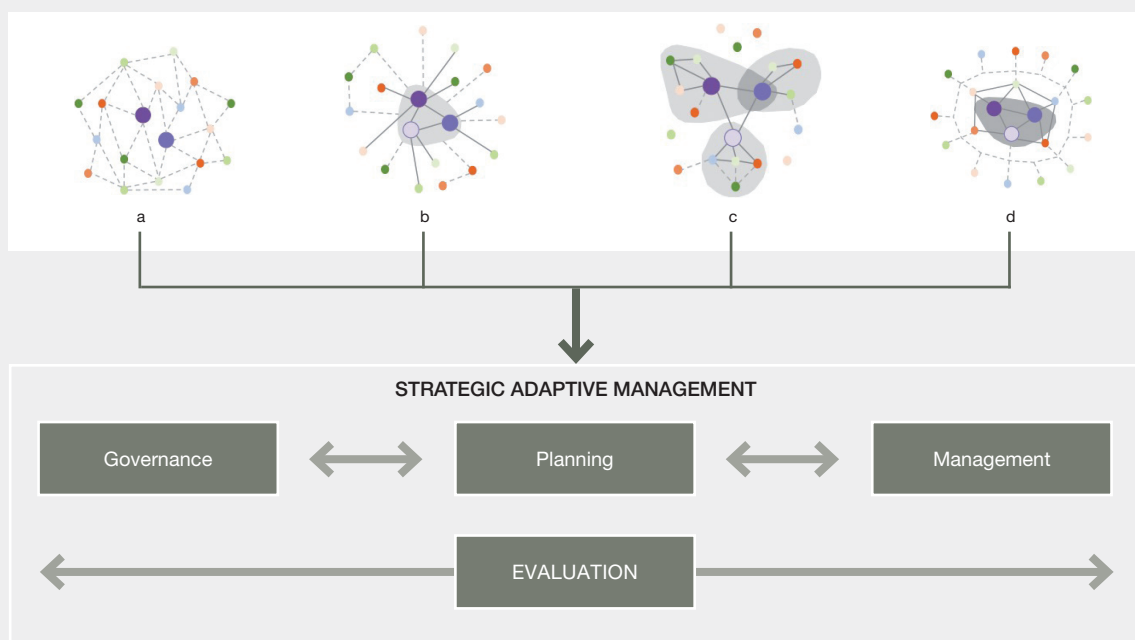 a
b
c
d
STRATEGIC ADAPTIVE MANAGEMENT
Governance
Planning
Management
EVALUATION